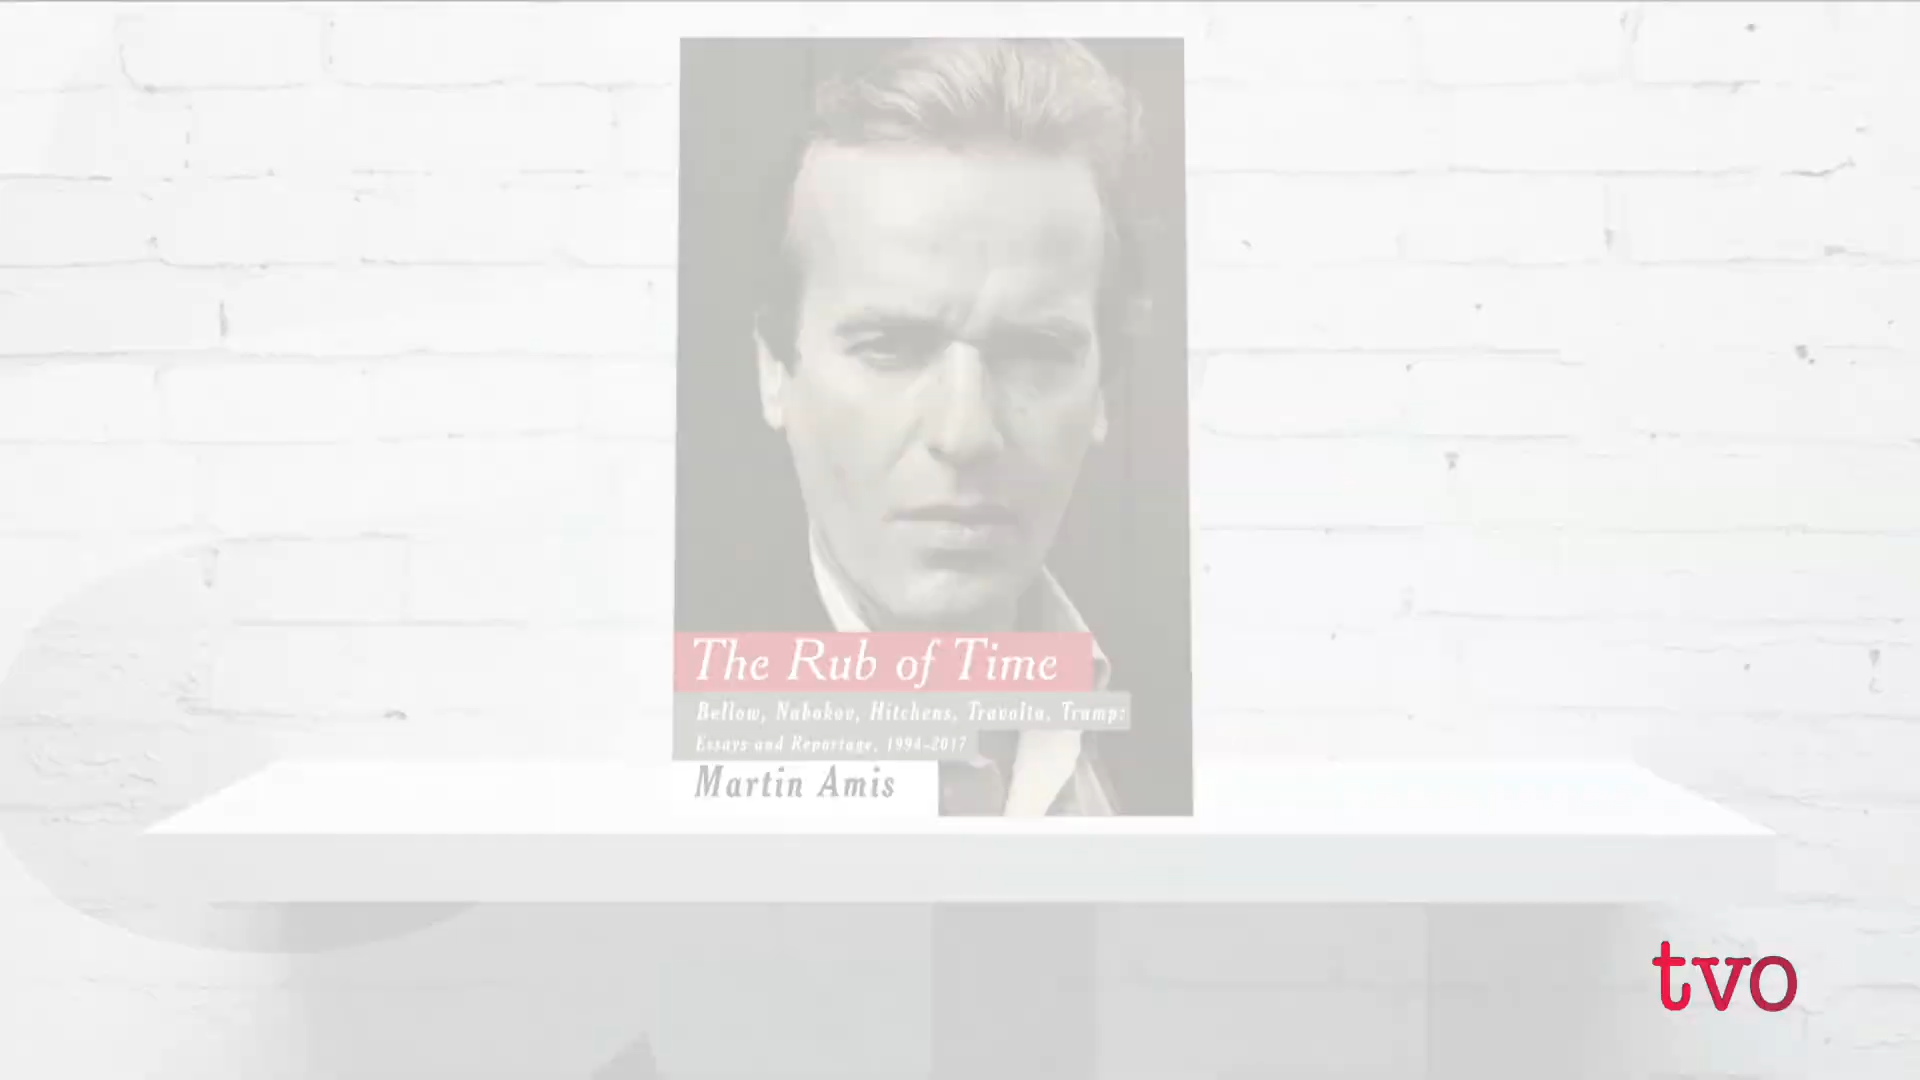 The Rub of Time
Bellow, Nabokov, Hitchens, Travolta, Trump:
Essays and Reportage, 1994–2017
Martin Amis
tvo